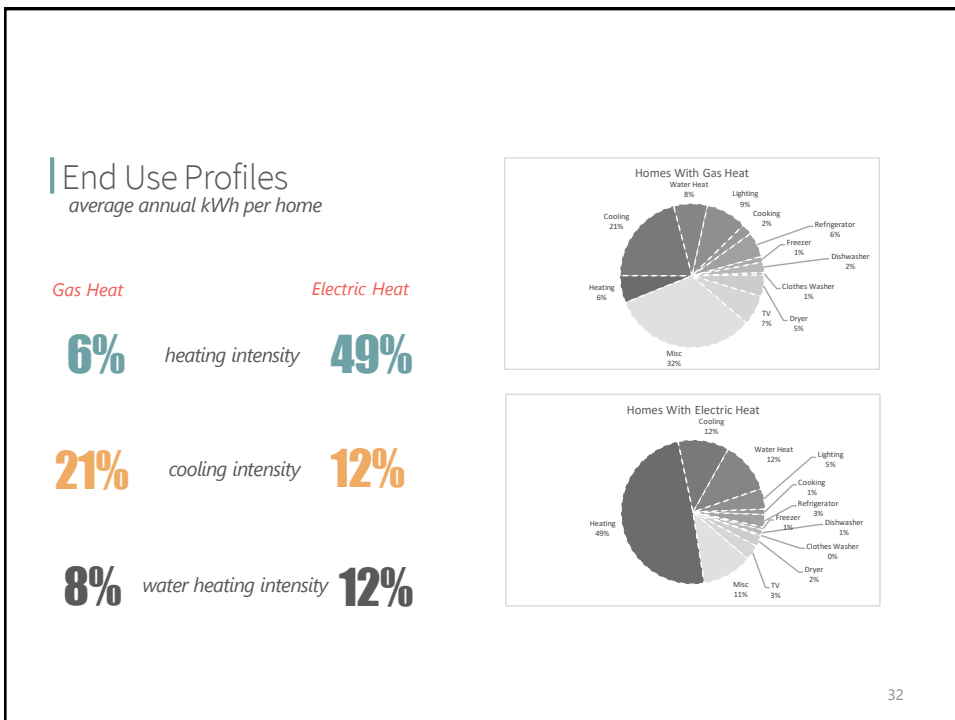 End Use Profiles
average annual kWh per home
Gas Heat
Electric Heat
6%
heating intensity
49%
21%
cooling intensity
12%
8%
water heating intensity
12%
Homes With Gas Heat
Water Heat
8%
Lighting
9%
Cooking
2%
Refrigerator
6%
Freezer
1%
Dishwasher
2%
Clothes Washer
1%
Dryer
5%
TV
7%
Misc
32%
Heating
6%
Cooling
21%
Homes With Electric Heat
Cooling
12%
Water Heat
12%
Lighting
5%
Cooking
1%
Refrigerator
3%
Freezer
1%
Dishwasher
1%
Clothes Washer
0%
Dryer
2%
TV
3%
Misc
11%
Heating
49%
32